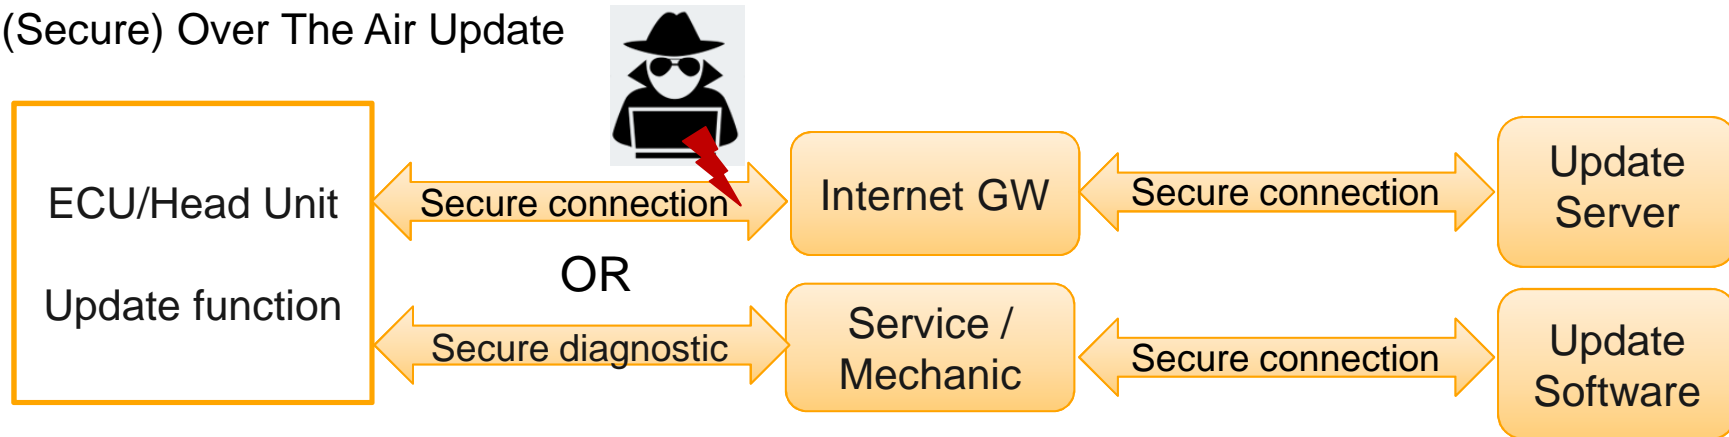 (Secure) Over The Air Update
ECU/Head Unit
Update function
Secure connection
Internet GW
Secure connection
Update
Server
OR
Secure diagnostic
Service /
Mechanic
Secure connection
Update
Software